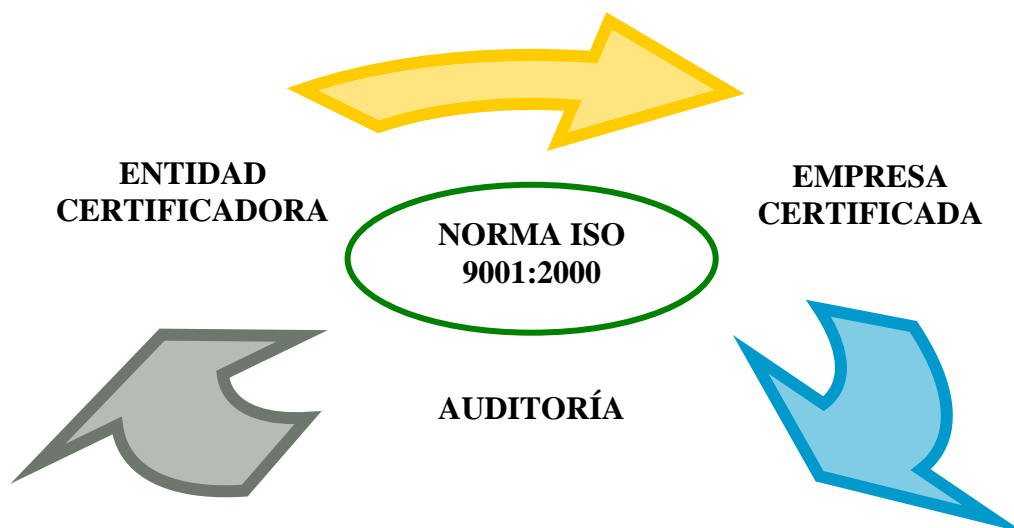 ENTIDAD
CERTIFICADORA
EMPRESA
CERTIFICADA
NORMA ISO
9001:2000
AUDITORÍA